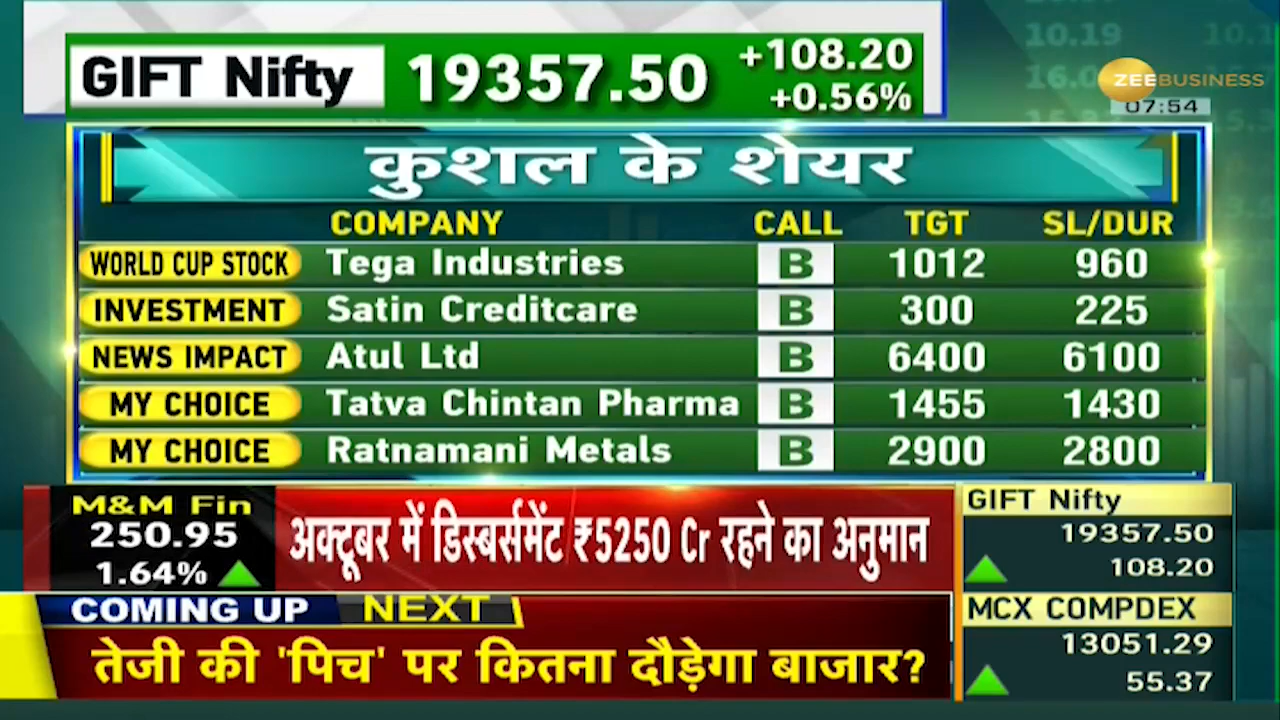 GIFT Nifty 19357.50 +108.20
+0.56%
ZEEBUSINESS
07:54
कुशल के शेयर
COMPANY CALL TGT SL/DUR
WORLD CUP STOCK Tega Industries B 1012 960
INVESTMENT Satin Creditcare B 300 225
NEWS IMPACT Atul Ltd B 6400 6100
MY CHOICE Tatva Chintan Pharma B 1455 1430
MY CHOICE Ratnamani Metals B 2900 2800
M&M Fin
250.95
1.64%
अक्टूबर में डिस्बर्समेंट ₹5250 Cr रहने का अनुमान
GIFT Nifty
19357.50
108.20
COMING UP NEXT
तेजी की 'पिच' पर कितना दौड़ेगा बाजार?
MCX COMPDEX
13051.29
55.37